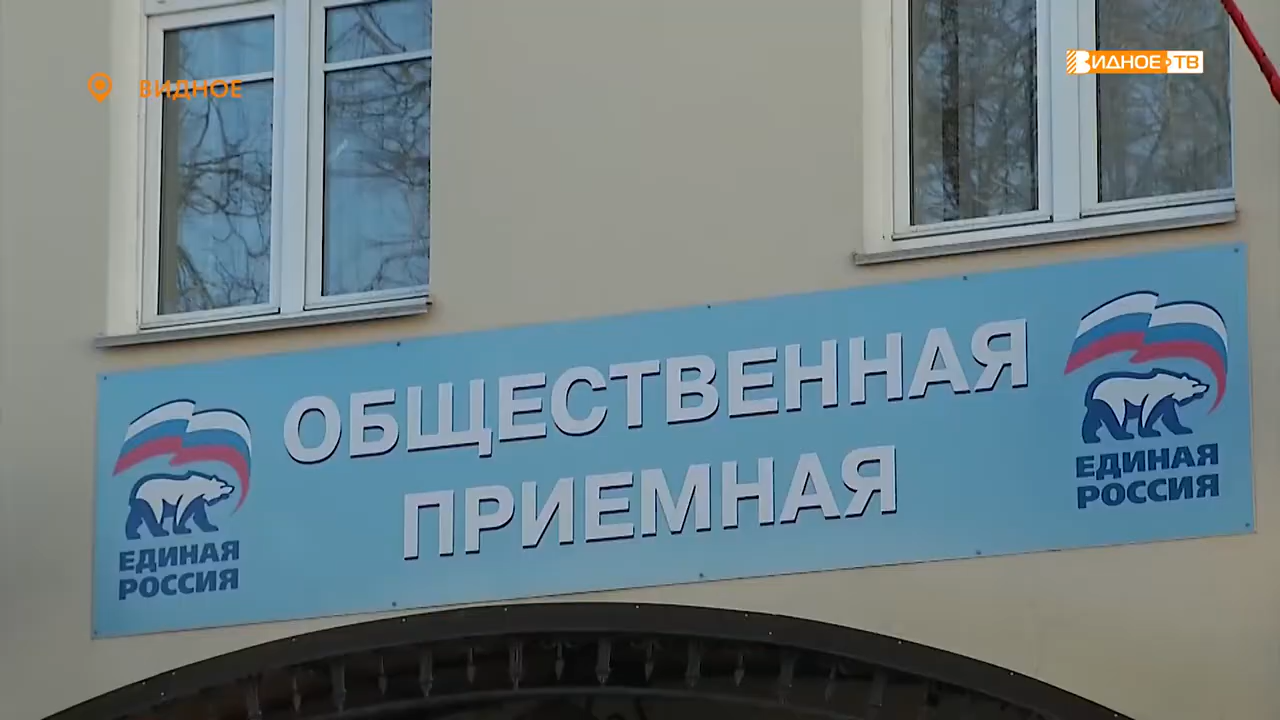 ВИДНОЕ
ВИДНОЕ ТВ
ОБЩЕСТВЕННАЯ
ПРИЕМНАЯ
ЕДИНАЯ
РОССИЯ
ЕДИНАЯ
РОССИЯ